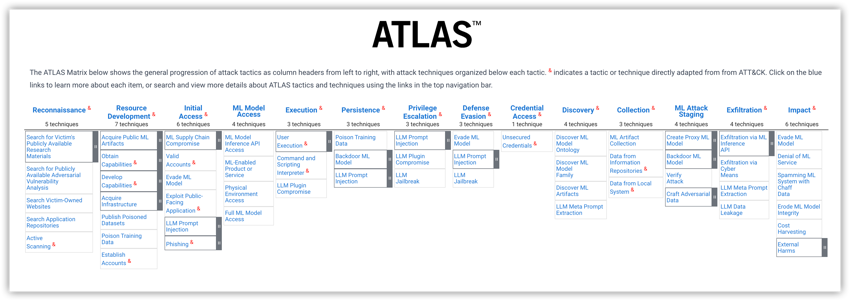 ATLAS™
The ATLAS Matrix below shows the general progression of attack tactics as column headers from left to right, with attack techniques organized below each tactic. & indicates a tactic or technique directly adapted from from ATT&CK. Click on the blue
links to learn more about each item, or search and view more details about ATLAS tactics and techniques using the links in the top navigation bar.
Reconnaissance &
5 techniques
Search for Victim's
Publicly Available
Research
Materials
Search for Publicly
Available Adversarial
Vulnerability
Analysis
Search Victim-Owned
Websites
Search Application
Repositories
Active
Scanning &
Resource
Development &
7 techniques
Acquire Public ML
Artifacts
Obtain
Capabilities &
Develop
Capabilities &
Acquire
Infrastructure
Publish Poisoned
Datasets
Poison Training
Data
Establish
Accounts &
Initial
Access &
6 techniques
ML Supply Chain
Compromise
Valid
Accounts &
Evade ML
Model
Exploit Public-
Facing
Application &
LLM Prompt
Injection
Phishing &
ML Model
Access
4 techniques
ML Model
Inference API
Access
ML-Enabled
Product or
Service
Physical
Environment
Access
Full ML Model
Access
Execution &
3 techniques
User
Execution &
Command and
Scripting
Interpreter &
LLM Plugin
Compromise
Persistence &
3 techniques
Poison Training
Data
Backdoor ML
Model
LLM Prompt
Injection
Privilege
Escalation &
3 techniques
LLM Prompt
Injection
LLM Plugin
Compromise
LLM
Jailbreak
Defense
Evasion &
3 techniques
Evade ML
Model
LLM Prompt
Injection
LLM
Jailbreak
Credential
Access &
1 technique
Unsecured
Credentials &
Discovery &
4 techniques
Discover ML
Model
Ontology
Discover ML
Model
Family
Discover ML
Artifacts
LLM Meta Prompt
Extraction
Collection &
3 techniques
ML Artifact
Collection
Data from
Information
Repositories &
Data from Local
System &
ML Attack
Staging
4 techniques
Create Proxy ML
Model
Backdoor ML
Model
Verify
Attack
Craft Adversarial
Data
Exfiltration &
4 techniques
Exfiltration via ML
Inference
API
Exfiltration via
Cyber
Means
LLM Meta Prompt
Extraction
LLM Data
Leakage
Impact &
6 techniques
Evade ML
Model
Denial of ML
Service
Spamming ML
System with
Chaff
Data
Erode ML Model
Integrity
Cost
Harvesting
External
Harms